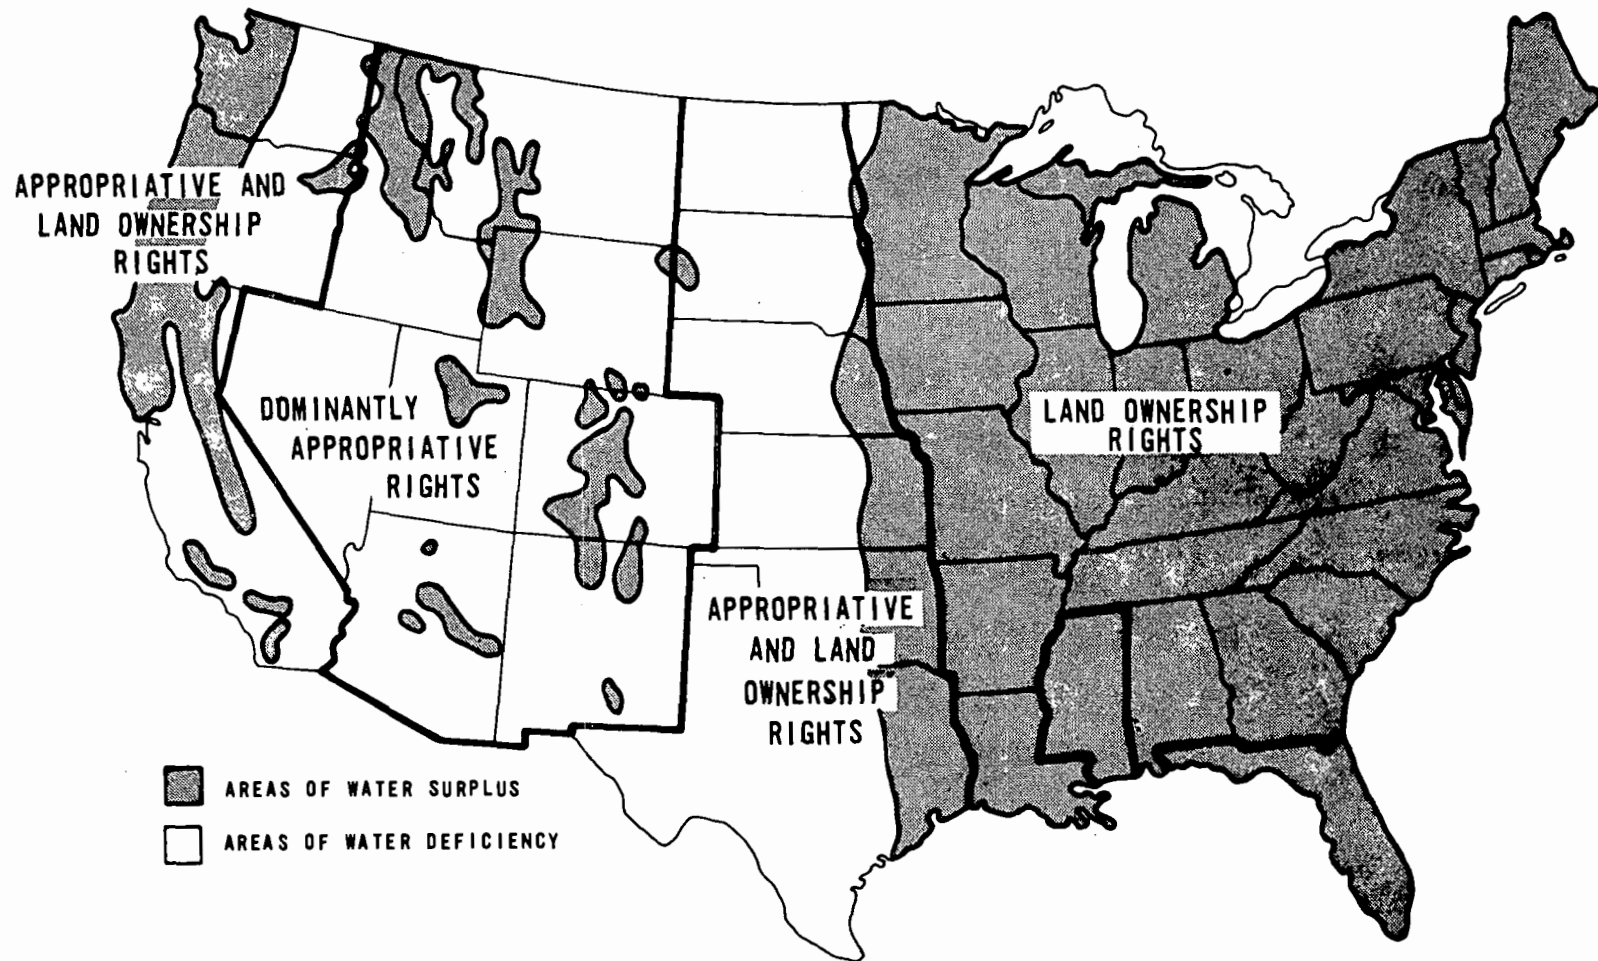 APPROPRIATIVE AND
LAND OWNERSHIP
RIGHTS
DOMINANTLY
APPROPRIATIVE
RIGHTS
LAND OWNERSHIP
RIGHTS
APPROPRIATIVE
AND LAND
OWNERSHIP
RIGHTS
AREAS OF WATER SURPLUS
AREAS OF WATER DEFICIENCY